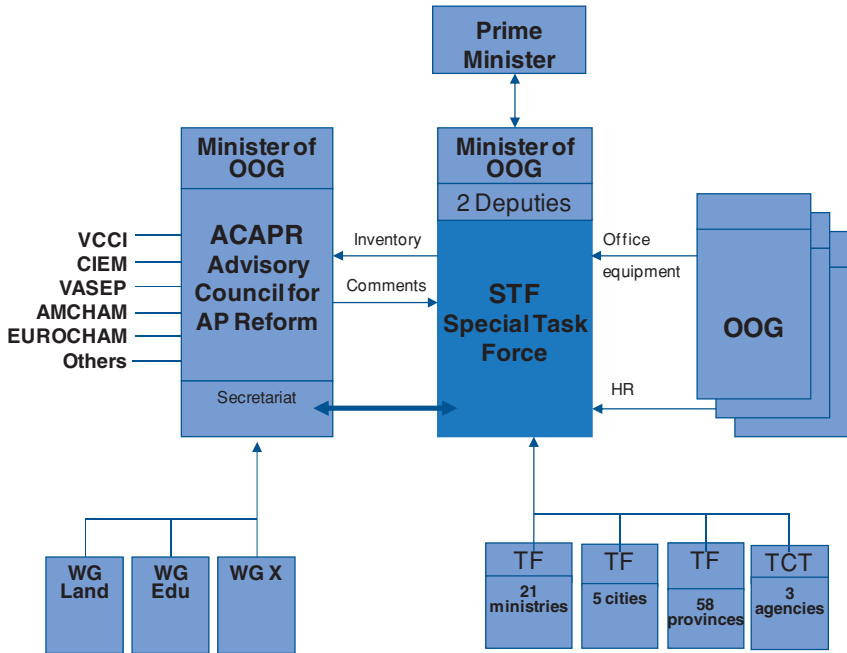 Prime
Minister
Minister of
OOG
ACAPR
Advisory
Council for
AP Reform
Secretariat
VCCI
CIEM
VASEP
AMCHAM
EUROCHAM
Others
Inventory
Comments
Minister of
OOG
2 Deputies
STF
Special Task
Force
Office
equipment
HR
OOG
WG
Land
WG
Edu
WG X
TF
21
ministries
TF
5 cities
TF
58
provinces
TCT
3
agencies